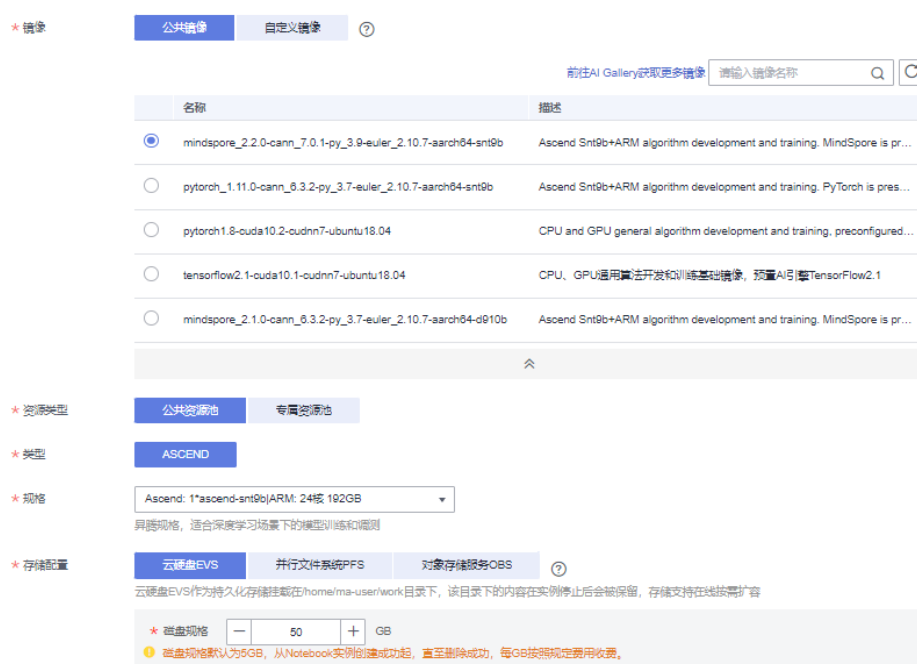 * 镜像 公共镜像 自定义镜像 ?
前往AI Gallery获取更多镜像 请输入镜像名称
名称 描述
mindspore_2.2.0-cann_7.0.1-py_3.9-euler_2.10.7-aarch64-snt9b Ascend Snt9b+ARM algorithm development and training. MindSpore is pr...
pytorch_1.11.0-cann_6.3.2-py_3.7-euler_2.10.7-aarch64-snt9b Ascend Snt9b+ARM algorithm development and training. PyTorch is pres...
pytorch1.8-cuda10.2-cudnn7-ubuntu18.04 CPU and GPU general algorithm development and training, preconfigured...
tensorflow2.1-cuda10.1-cudnn7-ubuntu18.04 CPU、GPU通用算法开发和训练基础镜像，预置AI引擎TensorFlow2.1
mindspore_2.1.0-cann_6.3.2-py_3.7-euler_2.10.7-aarch64-d910b Ascend Snt9b+ARM algorithm development and training. MindSpore is pr...
* 资源类型 公共资源池 专属资源池
* 类型 ASCEND
* 规格 Ascend: 1*ascend-snt9b|ARM: 24核 192GB
昇腾规格，适合深度学习场景下的模型训练和调测
* 存储配置 云硬盘EVS 并行文件系统PFS 对象存储服务OBS ?
云硬盘EVS作为持久化存储挂载在/home/ma-user/work目录下，该目录下的内容在实例停止后会被保留，存储支持在线按需扩容
* 磁盘规格 − 50 + GB
磁盘规格默认为5GB，从Notebook实例创建成功起，直至删除成功，每GB按照规定费用收费。